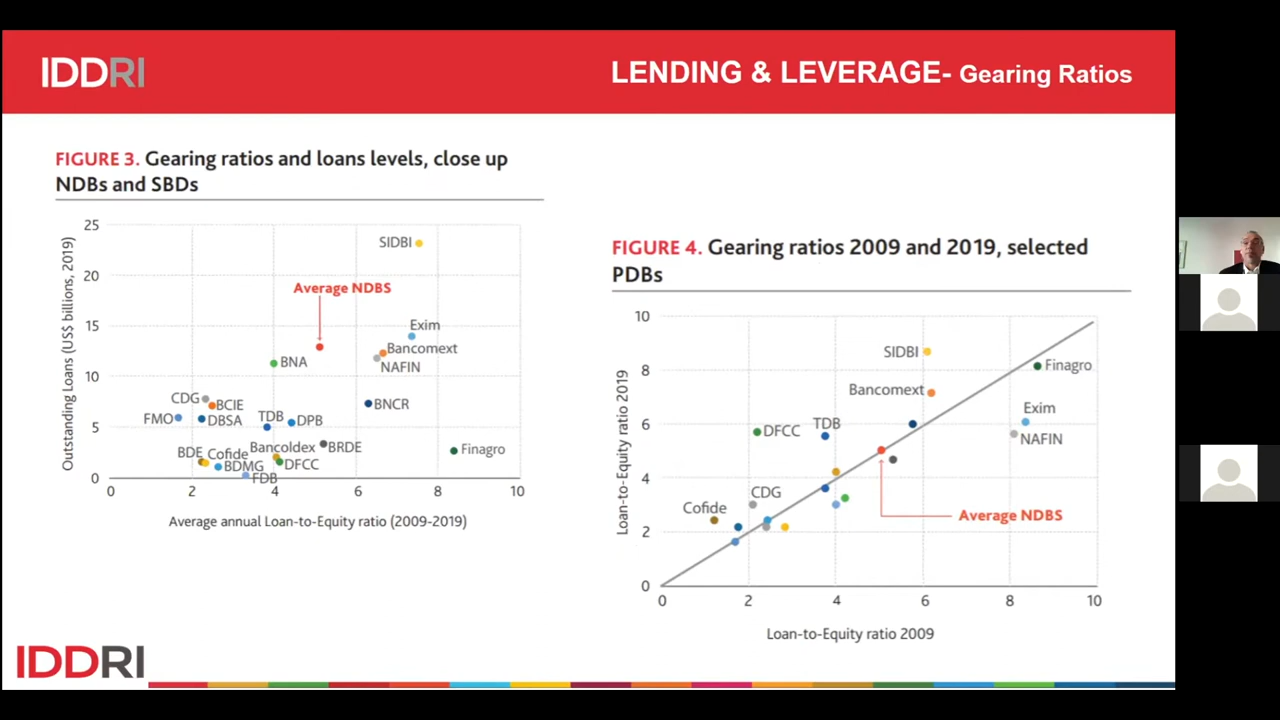 IDDRI
LENDING & LEVERAGE- Gearing Ratios
FIGURE 3. Gearing ratios and loans levels, close up
NDBs and SBDs
Outstanding Loans (US$ billions, 2019)
25
20
15
10
5
0
SIDBI
Average NDBS
Exim
Bancomext
NAFIN
BNA
CDG
BCIE
BNCR
FMO
DBSA
TDB
DPB
BDE
Cofide
Bancoldex
BRDE
Finagro
BDMG
DFCC
FDB
0
2
4
6
8
10
Average annual Loan-to-Equity ratio (2009-2019)
FIGURE 4. Gearing ratios 2009 and 2019, selected
PDBs
Loan-to-Equity ratio 2019
10
8
6
4
2
0
SIDBI
Finagro
Bancomext
Exim
DFCC
TDB
NAFIN
CDG
Cofide
Average NDBS
0
2
4
6
8
10
Loan-to-Equity ratio 2009
IDDRI